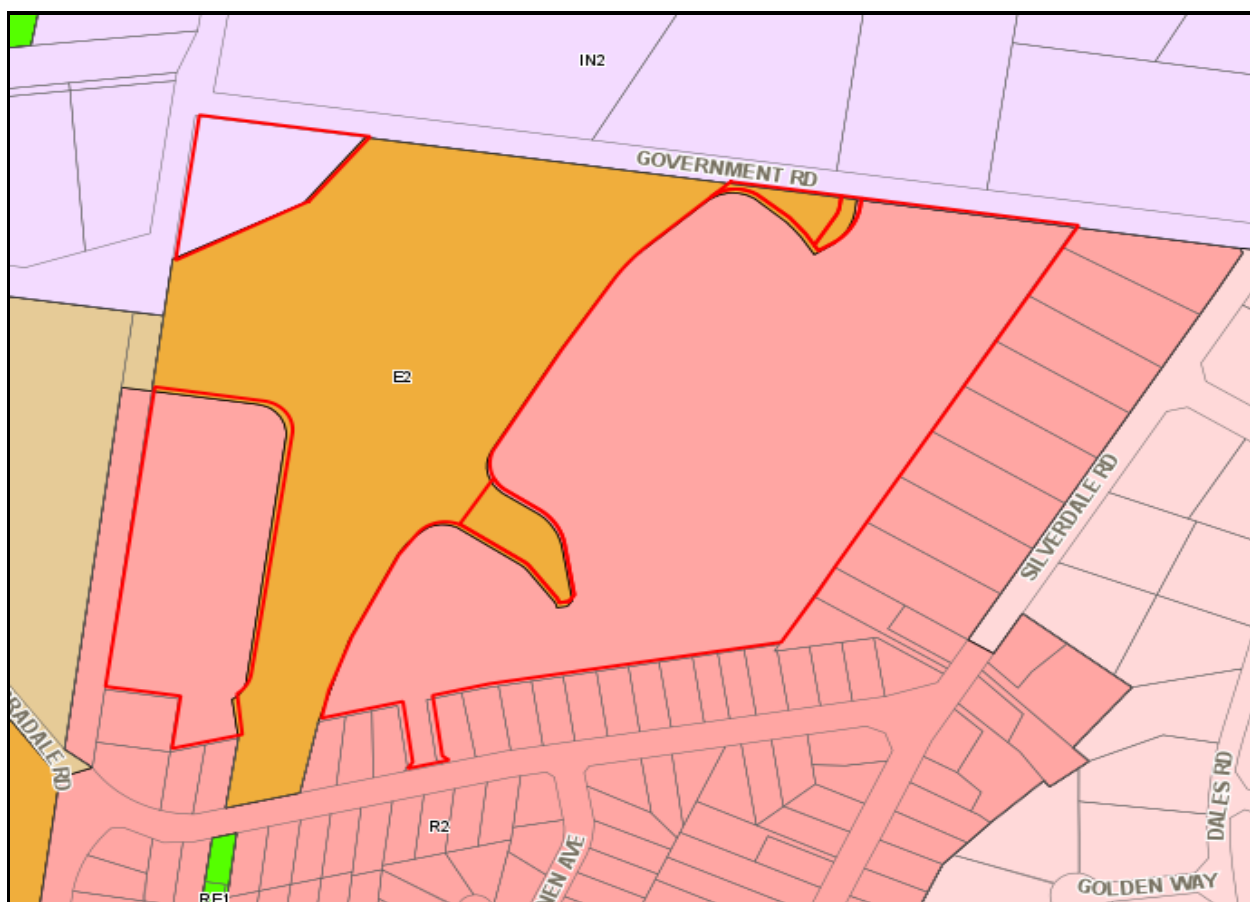 IN2
GOVERNMENT RD
E2
SILVERDALE RD
RADALE RD
DALES RD
R2
NEN AVE
GOLDEN WAY
RE1